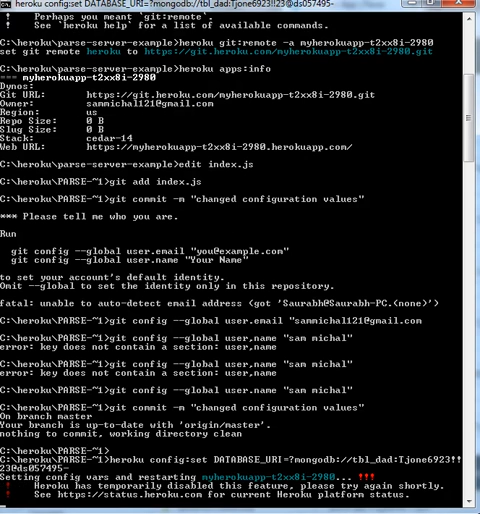 heroku config:set DATABASE_URI=?mongodb://tbl_dad:Tjone6923!!23@ds057495-
!    Perhaps you meant `git:remote`.
!    See `heroku help` for a list of available commands.
C:\heroku\parse-server-example>heroku git:remote -a myherokuapp-t2xx8i-2980
set git remote heroku to https://git.heroku.com/myherokuapp-t2xx8i-2980.git
C:\heroku\parse-server-example>heroku apps:info
=== myherokuapp-t2xx8i-2980
Dynos:
Git URL:       https://git.heroku.com/myherokuapp-t2xx8i-2980.git
Owner:         sammichal121@gmail.com
Region:        us
Repo Size:     0 B
Slug Size:     0 B
Stack:         cedar-14
Web URL:       https://myherokuapp-t2xx8i-2980.herokuapp.com/
C:\heroku\parse-server-example>edit index.js
C:\heroku\PARSE-~1>git add index.js
C:\heroku\PARSE-~1>git commit -m "changed configuration values"
*** Please tell me who you are.
Run
git config --global user.email "you@example.com"
git config --global user.name "Your Name"
to set your account's default identity.
Omit --global to set the identity only in this repository.
fatal: unable to auto-detect email address (got 'Saurabh@Saurabh-PC.(none)')
C:\heroku\PARSE-~1>git config --global user.email "sammichal121@gmail.com
C:\heroku\PARSE-~1>git config --global user,name "sam michal"
error: key does not contain a section: user,name
C:\heroku\PARSE-~1>git config --global user,name "sam michal"
error: key does not contain a section: user,name
C:\heroku\PARSE-~1>git config --global user.name "sam michal"
C:\heroku\PARSE-~1>git commit -m "changed configuration values"
On branch master
Your branch is up-to-date with 'origin/master'.
nothing to commit, working directory clean
C:\heroku\PARSE-~1>
C:\heroku\PARSE-~1>heroku config:set DATABASE_URI=?mongodb://tbl_dad:Tjone6923!!
23@ds057495-
Setting config vars and restarting myherokuapp-t2xx8i-2980... !!!
!    Heroku has temporarily disabled this feature, please try again shortly.
!    See https://status.heroku.com for current Heroku platform status.